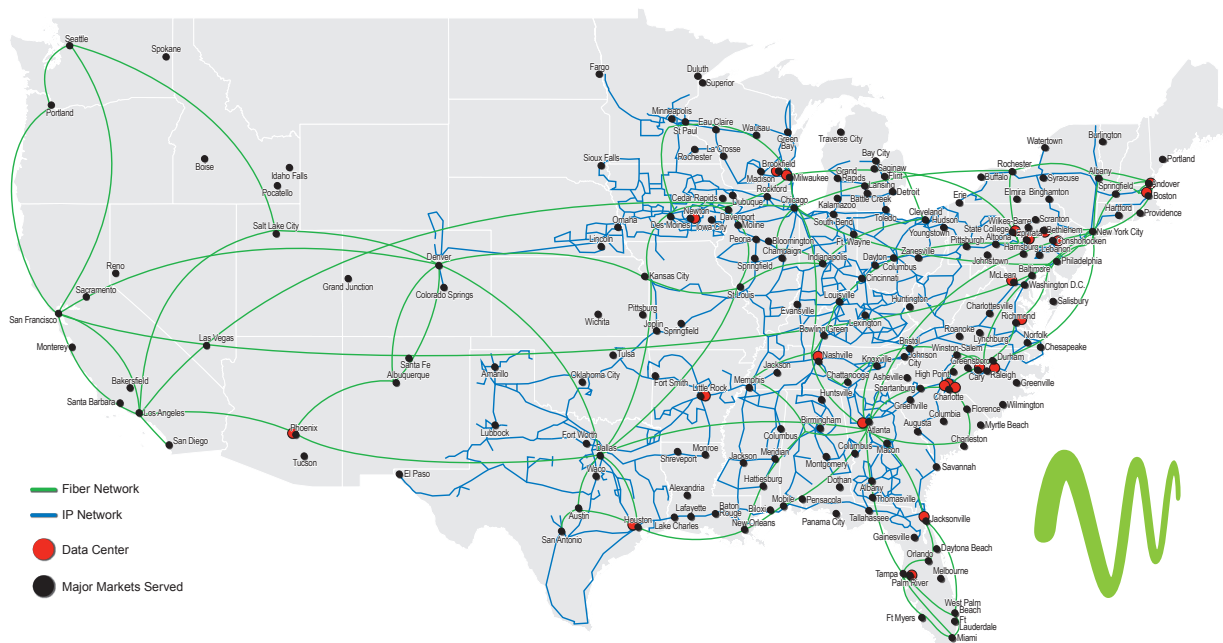 Seattle
Spokane
Portland
Boise
Idaho Falls
Pocatello
Salt Lake City
Reno
Sacramento
San Francisco
Monterey
Bakersfield
Santa Barbara
Los Angeles
San Diego
Las Vegas
Grand Junction
Denver
Colorado Springs
Santa Fe
Albuquerque
Phoenix
Tucson
El Paso
Fargo
Duluth
Superior
Minneapolis
St Paul
Eau Claire
Wausau
Green
Bay
Rochester
La Crosse
Sioux Falls
Brookfield
Madison
Milwaukee
Rockford
Chicago
Cedar Rapids
Dubuque
Newton
Davenport
Des Moines
Iowa City
Moline
Omaha
Lincoln
Peoria
Bloomington
Champaign
Springfield
Kansas City
St Louis
Pittsburg
Joplin
Springfield
Wichita
Tulsa
Oklahoma City
Fort Smith
Little Rock
Amarillo
Lubbock
Fort Worth
Dallas
Waco
Austin
San Antonio
Houston
Shreveport
Monroe
Alexandria
Lafayette
Lake Charles
Baton
Rouge
New Orleans
Biloxi
Mobile
Pensacola
Hattiesburg
Jackson
Meridian
Columbus
Memphis
Jackson
Nashville
Bowling Green
Evansville
Louisville
Lexington
Huntington
Traverse City
Bay City
Saginaw
Flint
Grand
Rapids
Lansing
Detroit
Kalamazoo
Battle Creek
South Bend
Toledo
Ft. Wayne
Indianapolis
Dayton
Columbus
Cincinnati
Zanesville
Cleveland
Hudson
Youngstown
Erie
Pittsburgh
Johnstown
Altoona
State College
Wilkes-Barre
Scranton
Bethlehem
Conshohocken
Harrisburg
Lebanon
Philadelphia
New York City
Buffalo
Rochester
Watertown
Syracuse
Elmira
Binghamton
Burlington
Albany
Portland
Andover
Boston
Springfield
Hartford
Providence
Baltimore
McLean
Washington D.C.
Salisbury
Charlottesville
Richmond
Lynchburg
Roanoke
Norfolk
Chesapeake
Bristol
Johnson
City
Winston-Salem
Greensboro
Durham
High Point
Cary
Raleigh
Greenville
Knoxville
Asheville
Chattanooga
Huntsville
Spartanburg
Greenville
Charlotte
Columbia
Florence
Wilmington
Myrtle Beach
Charleston
Augusta
Atlanta
Macon
Birmingham
Columbus
Montgomery
Dothan
Albany
Thomasville
Tallahassee
Panama City
Savannah
Jacksonville
Gainesville
Daytona Beach
Orlando
Melbourne
Tampa
Palm River
West Palm
Beach
Ft Myers
Ft
Lauderdale
Miami
Fiber Network
IP Network
Data Center
Major Markets Served